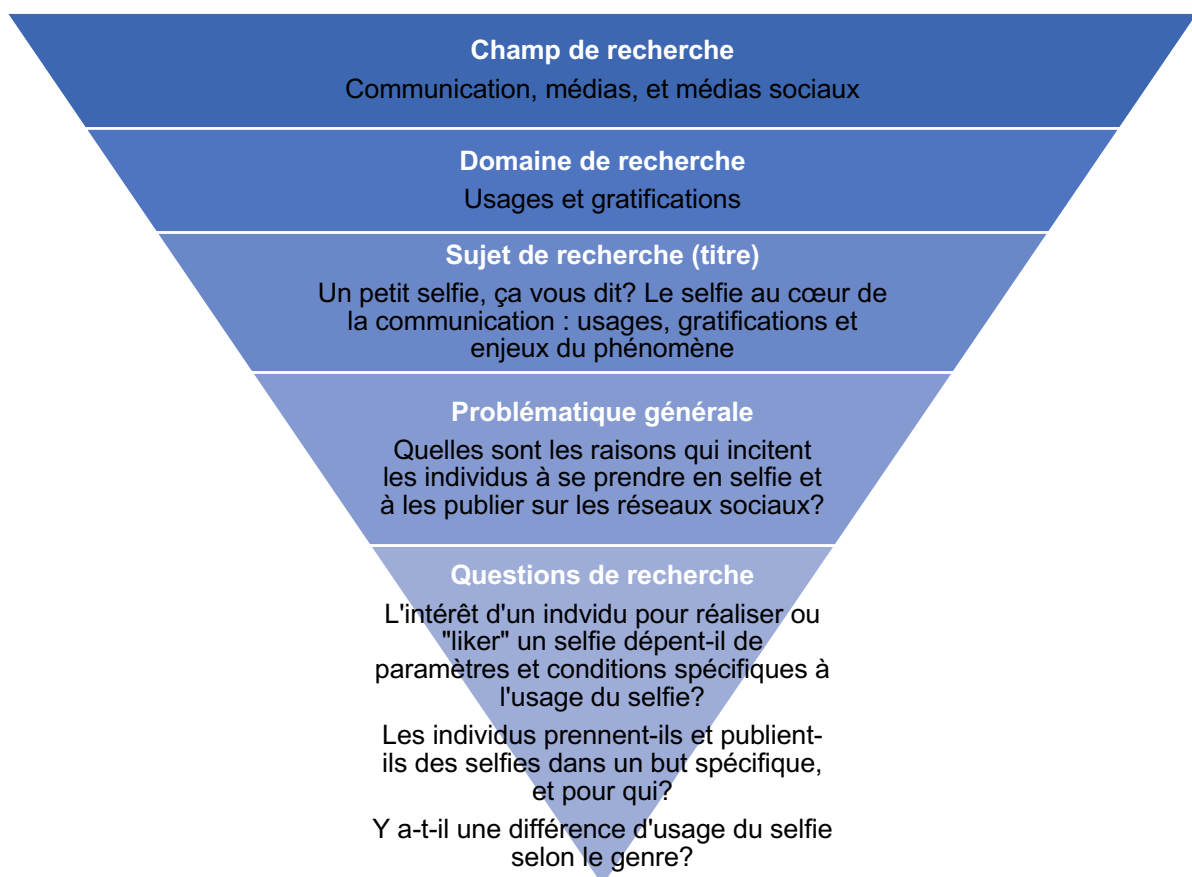 Champ de recherche
Communication, médias, et médias sociaux
Domaine de recherche
Usages et gratifications
Sujet de recherche (titre)
Un petit selfie, ça vous dit? Le selfie au cœur de
la communication : usages, gratifications et
enjeux du phénomène
Problématique générale
Quelles sont les raisons qui incitent
les individus à se prendre en selfie et
à les publier sur les réseaux sociaux?
Questions de recherche
L'intérêt d'un indvidu pour réaliser ou
"liker" un selfie dépent-il de
paramètres et conditions spécifiques à
l'usage du selfie?
Les individus prennent-ils et publient-
ils des selfies dans un but spécifique,
et pour qui?
Y a-t-il une différence d'usage du selfie
selon le genre?